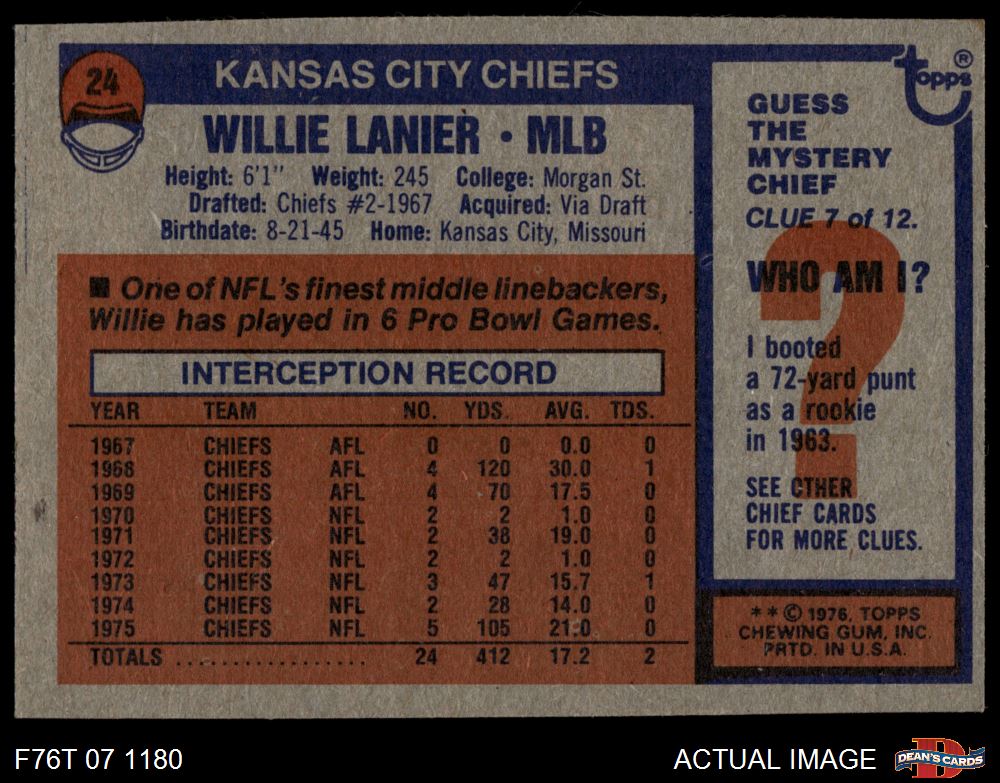 24
KANSAS CITY CHIEFS
WILLIE LANIER • MLB
Height: 6'1" Weight: 245 College: Morgan St.
Drafted: Chiefs #2-1967 Acquired: Via Draft
Birthdate: 8-21-45 Home: Kansas City, Missouri
■ One of NFL's finest middle linebackers,
Willie has played in 6 Pro Bowl Games.
INTERCEPTION RECORD
YEAR TEAM NO. YDS. AVG. TDS.
1967 CHIEFS AFL 0 0 0.0 0
1968 CHIEFS AFL 4 120 30.0 1
1969 CHIEFS AFL 4 70 17.5 0
1970 CHIEFS NFL 2 2 1.0 0
1971 CHIEFS NFL 2 38 19.0 0
1972 CHIEFS NFL 2 2 1.0 0
1973 CHIEFS NFL 3 47 15.7 1
1974 CHIEFS NFL 2 28 14.0 0
1975 CHIEFS NFL 5 105 21.0 0
TOTALS .................. 24 412 17.2 2
topps ®
GUESS
THE
MYSTERY
CHIEF
CLUE 7 of 12.
WHO AM I?
I booted
a 72-yard punt
as a rookie
in 1963.
SEE OTHER
CHIEF CARDS
FOR MORE CLUES.
* * © 1976, TOPPS
CHEWING GUM, INC.
PRTD. IN U.S.A.
F76T 07 1180
ACTUAL IMAGE
D
DEAN'S CARDS